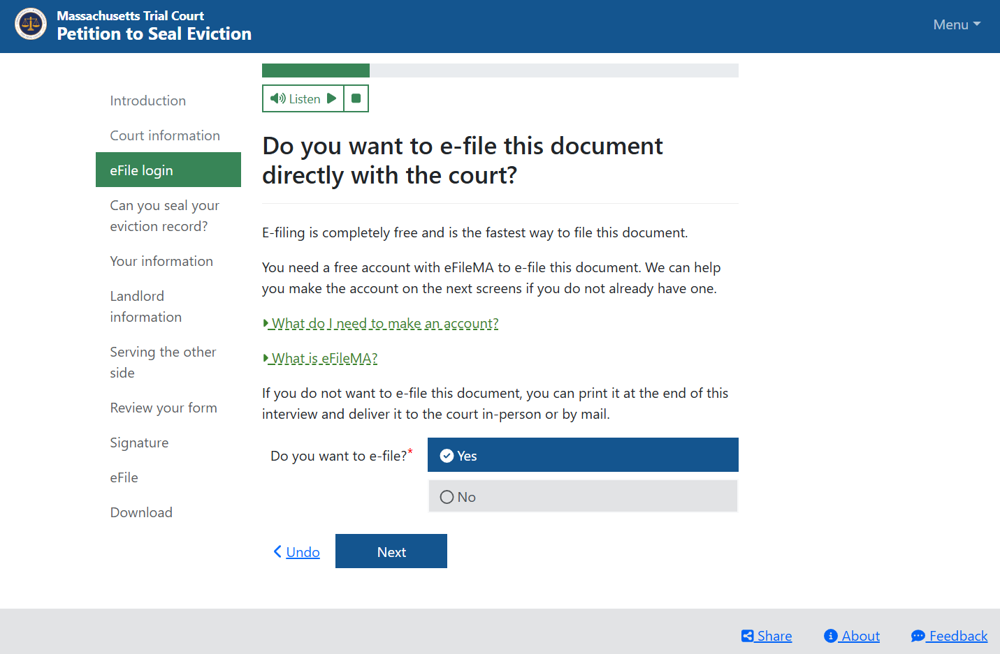 Massachusetts Trial Court
Petition to Seal Eviction
Menu
Introduction
Court information
eFile login
Can you seal your
eviction record?
Your information
Landlord
information
Serving the other
side
Review your form
Signature
eFile
Download
Listen
Do you want to e-file this document
directly with the court?
E-filing is completely free and is the fastest way to file this document.
You need a free account with eFileMA to e-file this document. We can help
you make the account on the next screens if you do not already have one.
What do I need to make an account?
What is eFileMA?
If you do not want to e-file this document, you can print it at the end of this
interview and deliver it to the court in-person or by mail.
Do you want to e-file?*
Yes
No
Undo
Next
Share
About
Feedback